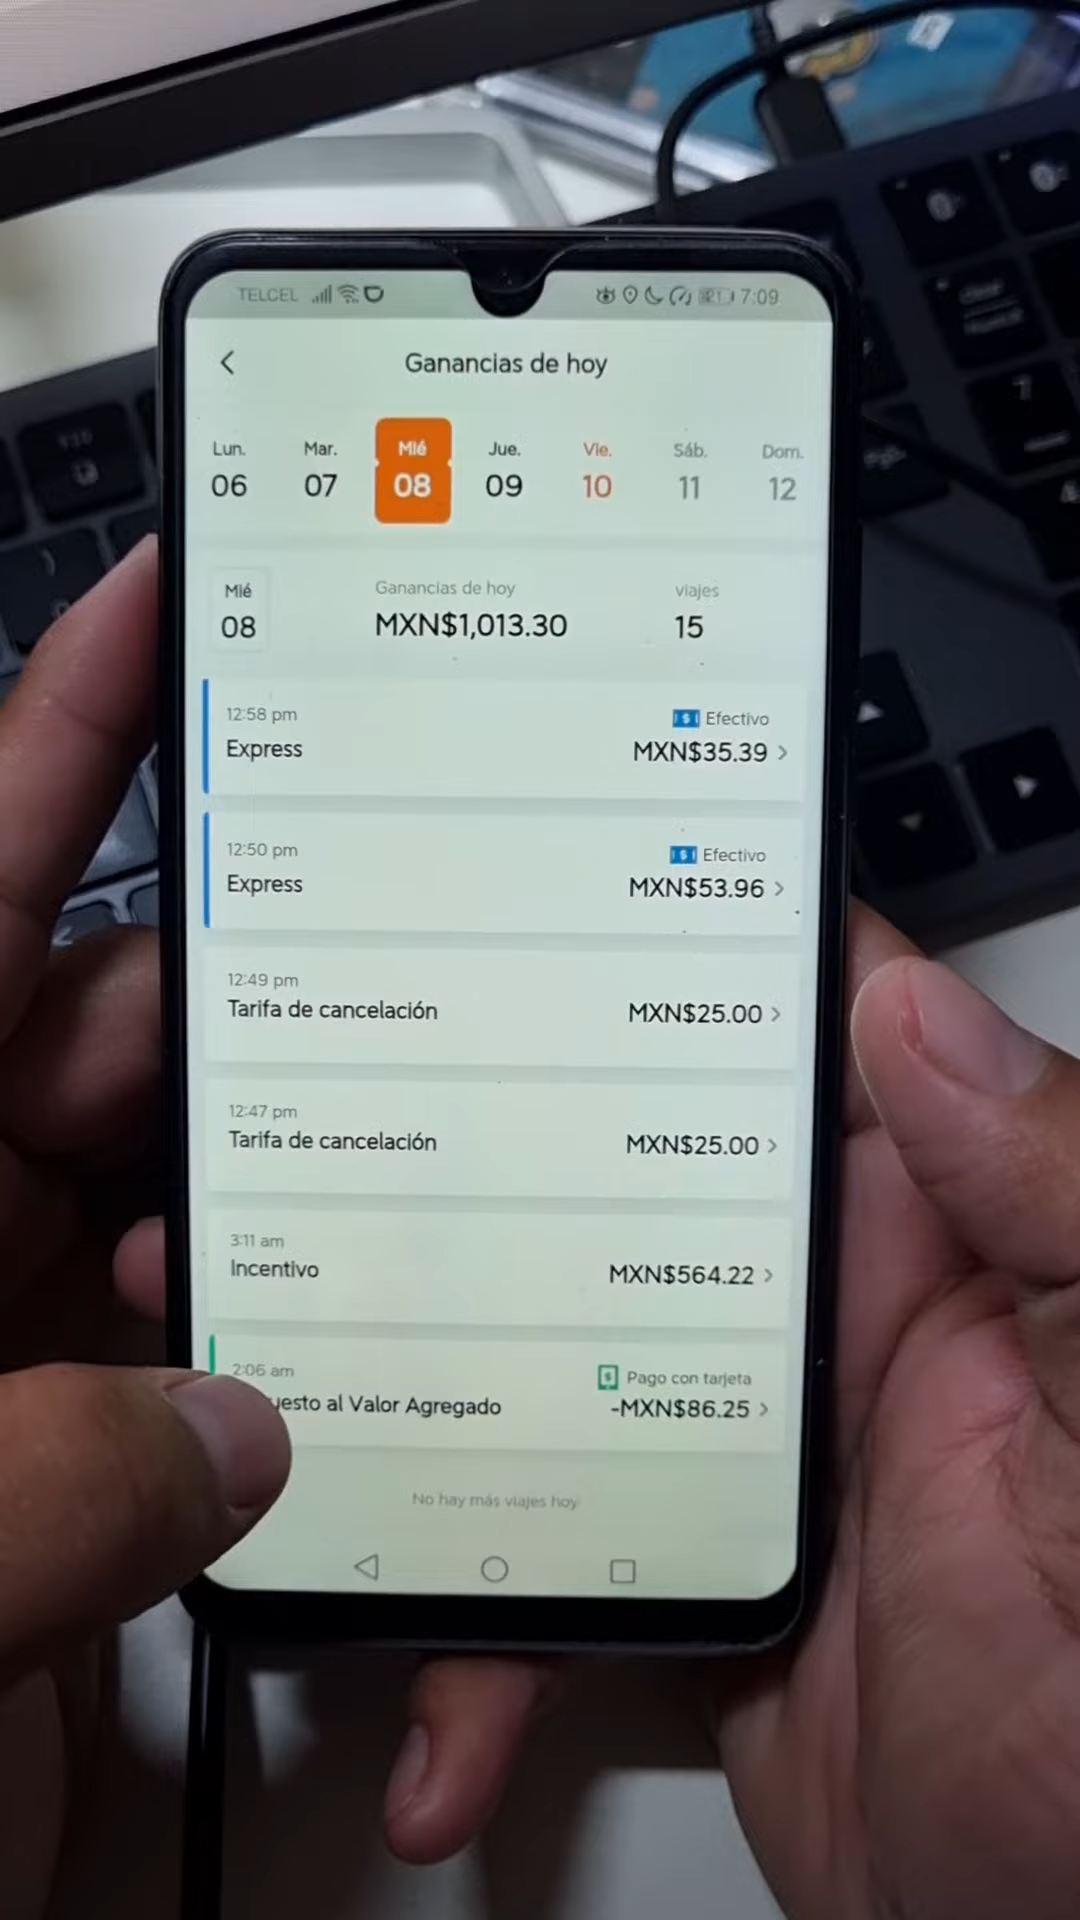 TELCEL 7:09
Ganancias de hoy
Lun. Mar. Mié Jue. Vie. Sáb. Dom.
06 07 08 09 10 11 12
Mié Ganancias de hoy viajes
08 MXN$1,013.30 15
12:58 pm Efectivo
Express MXN$35.39
12:50 pm Efectivo
Express MXN$53.96
12:49 pm
Tarifa de cancelación MXN$25.00
12:47 pm
Tarifa de cancelación MXN$25.00
3:11 am
Incentivo MXN$564.22
2:06 am Pago con tarjeta
uesto al Valor Agregado -MXN$86.25
No hay más viajes hoy